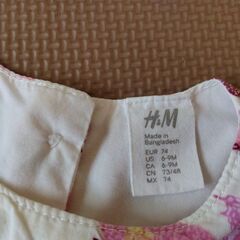 H&M
Made in
Bangladesh
EUR 74
US 6-9M
CA 6-9M
CN 73/48
MX 74